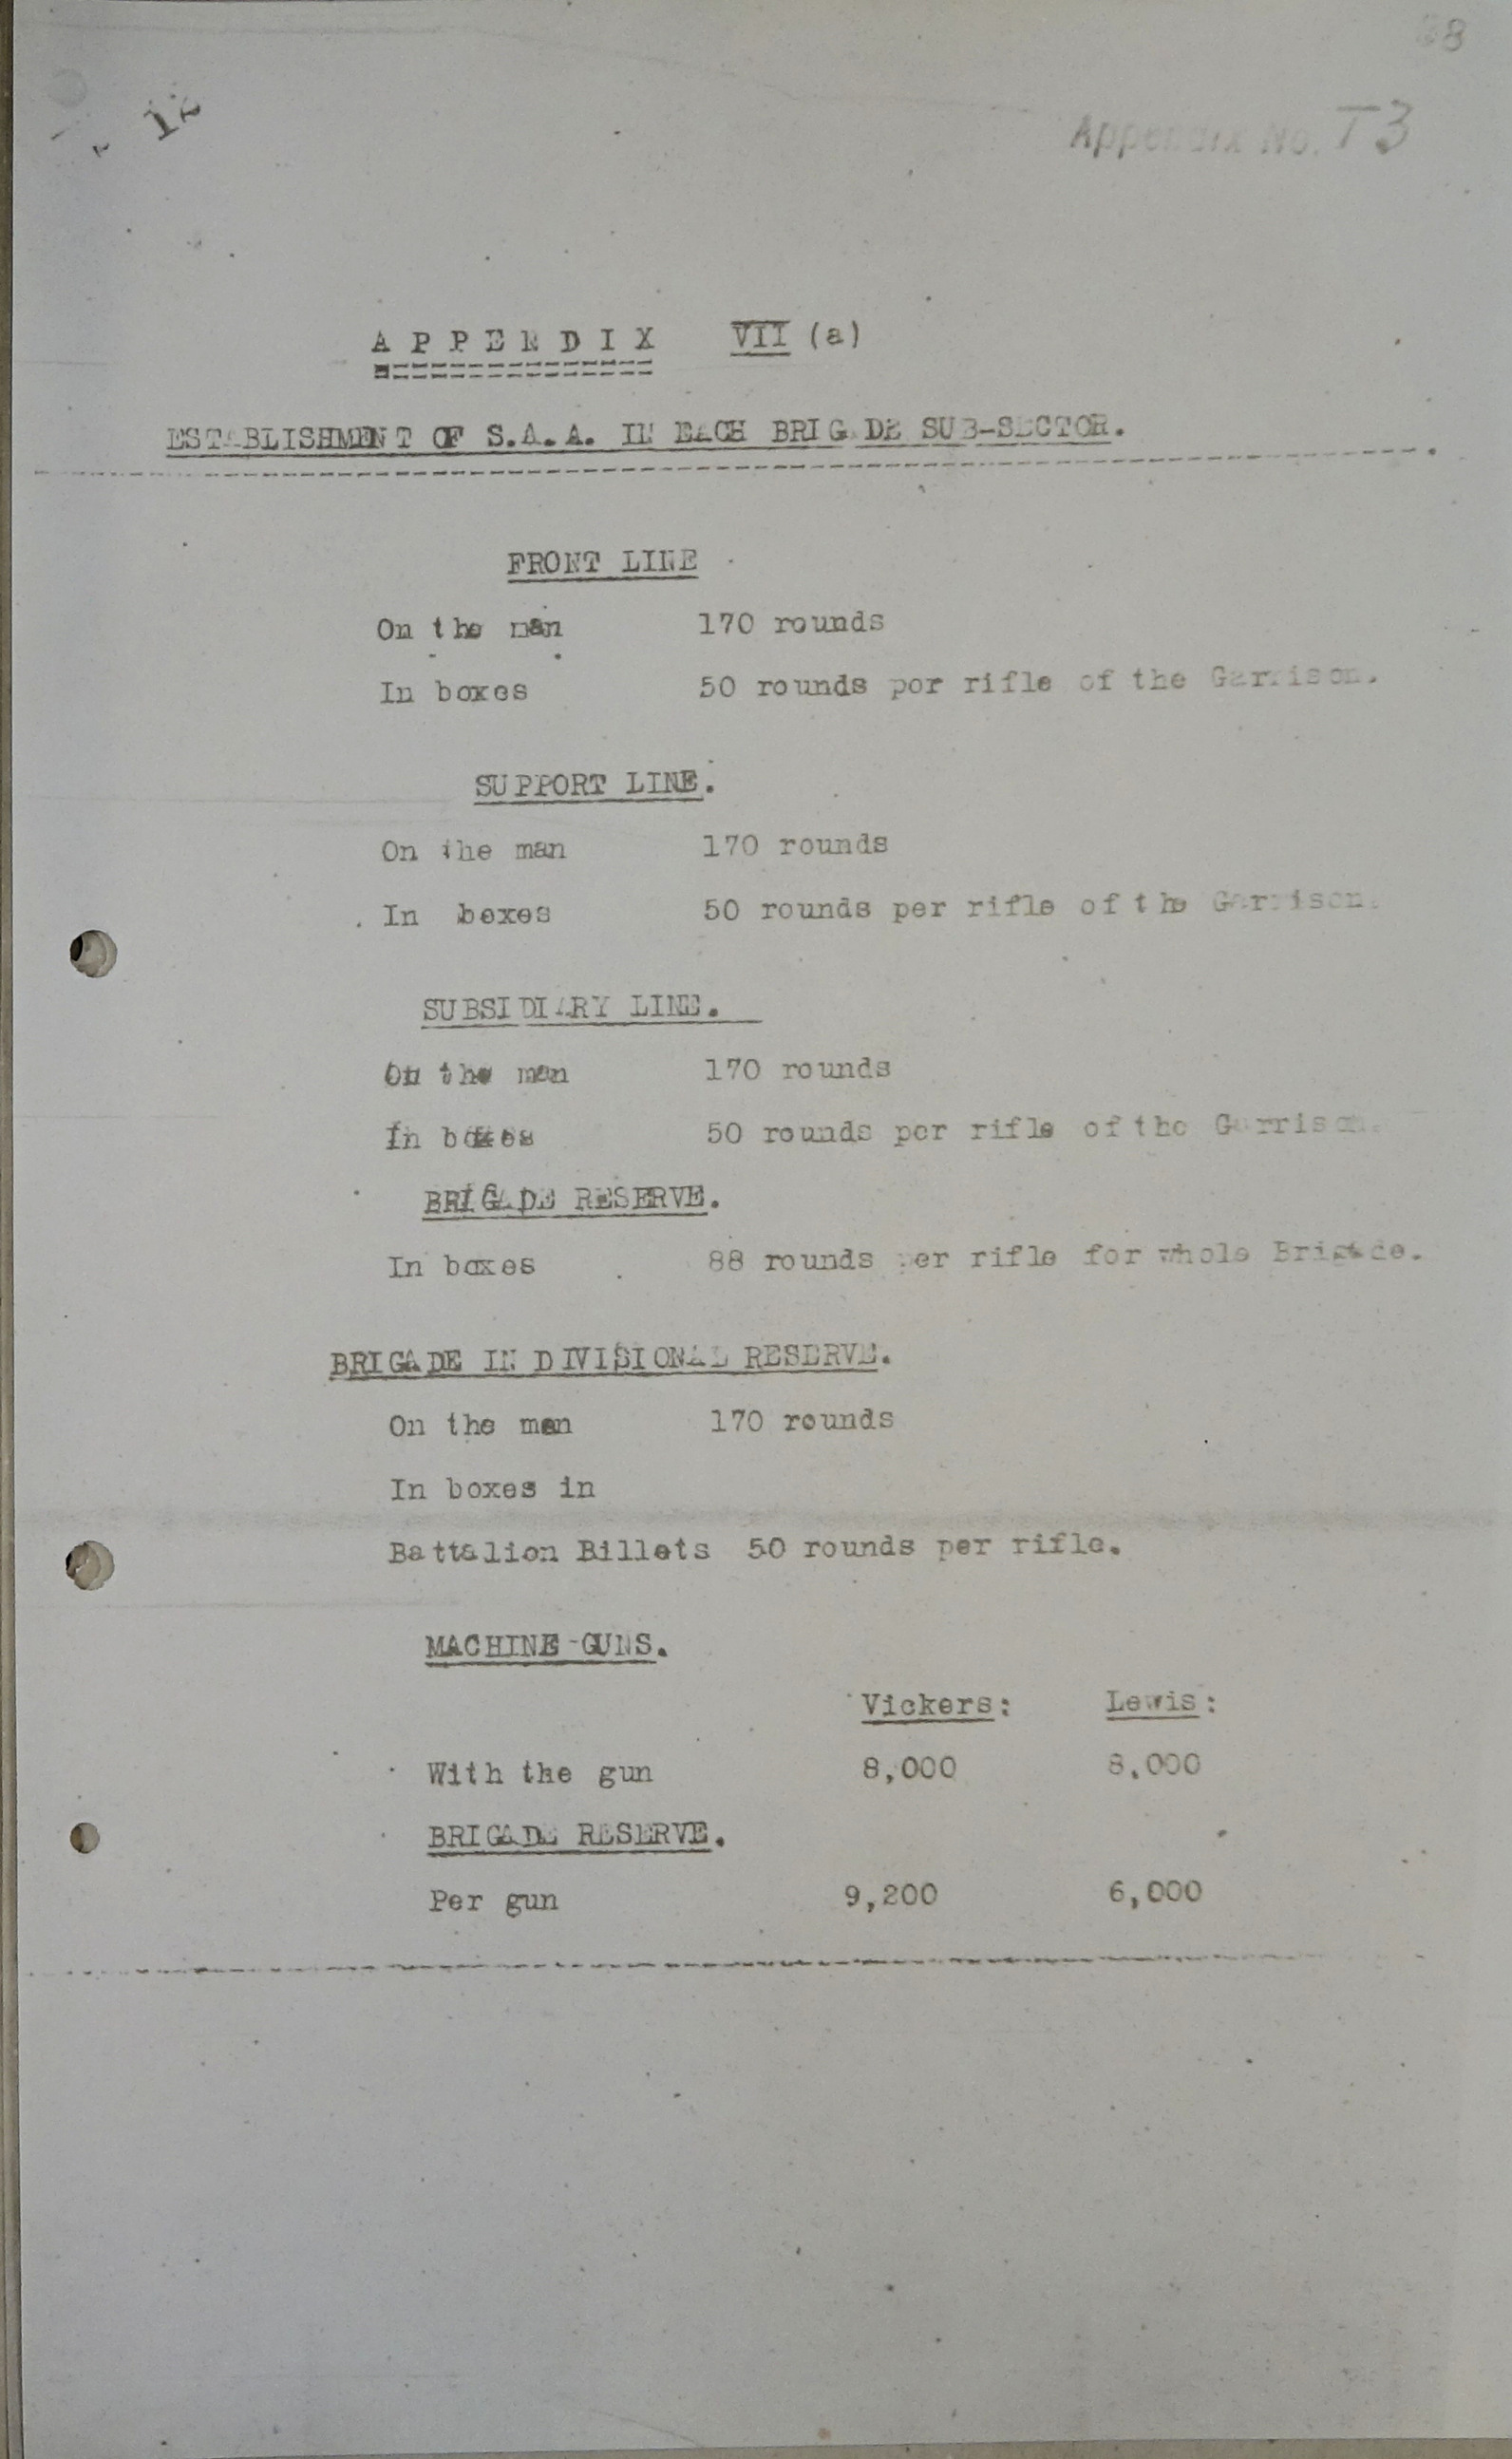 12
Appendix No. T3
APPENDIX VII (a)
ESTABLISHMENT OF S.A.A. IN EACH BRIGADE SUB-SECTOR.
FRONT LINE
On the man 170 rounds
In boxes 50 rounds per rifle of the Garrison.
SUPPORT LINE.
On the man 170 rounds
In boxes 50 rounds per rifle of the Garrison.
SUBSIDIARY LINE.
On the man 170 rounds
In boxes 50 rounds per rifle of the Garrison.
BRIGADE RESERVE.
In boxes 88 rounds per rifle for whole Brigade.
BRIGADE IN DIVISIONAL RESERVE.
On the man 170 rounds
In boxes in
Battalion Billets 50 rounds per rifle.
MACHINE-GUNS.
Vickers: Lewis:
With the gun 8,000 8,000
BRIGADE RESERVE.
Per gun 9,200 6,000